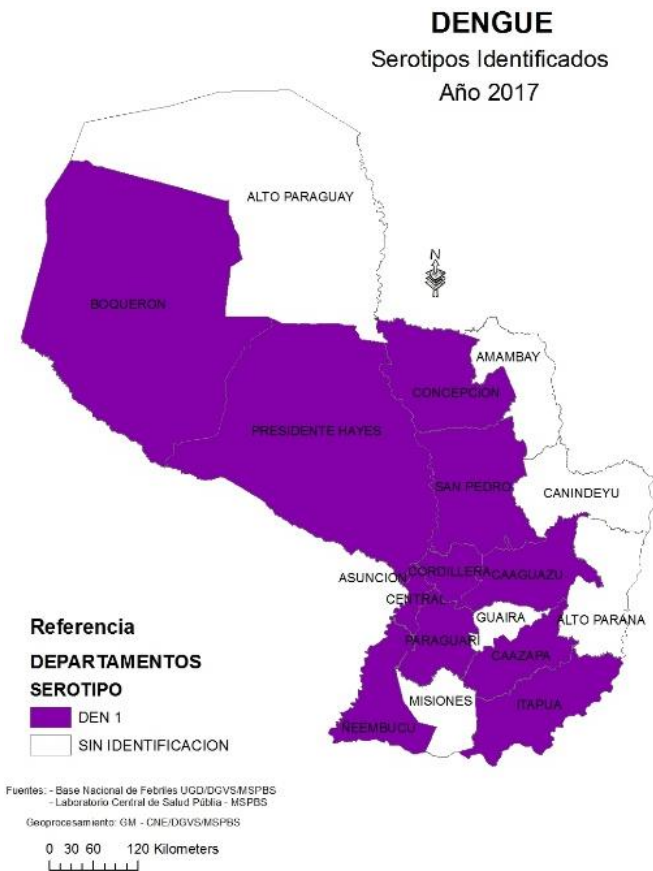 DENGUE
Serotipos Identificados
Año 2017
ALTO PARAGUAY
N
BOQUERON
AMAMBAY
CONCEPCION
PRESIDENTE HAYES
SAN PEDRO
CANINDEYU
CORDILLERA
CAAGUAZU
ASUNCION
CENTRAL
GUAIRA
ALTO PARANA
PARAGUARI
CAAZAPA
MISIONES
ITAPUA
ÑEEMBUCU
Referencia
DEPARTAMENTOS
SEROTIPO
DEN 1
SIN IDENTIFICACION
Fuentes: - Base Nacional de Febriles UGD/DGVS/MSPBS
- Laboratorio Central de Salud Públia - MSPBS
Geoprocesamiento: GM - CNE/DGVS/MSPBS
0 30 60 120 Kilometers